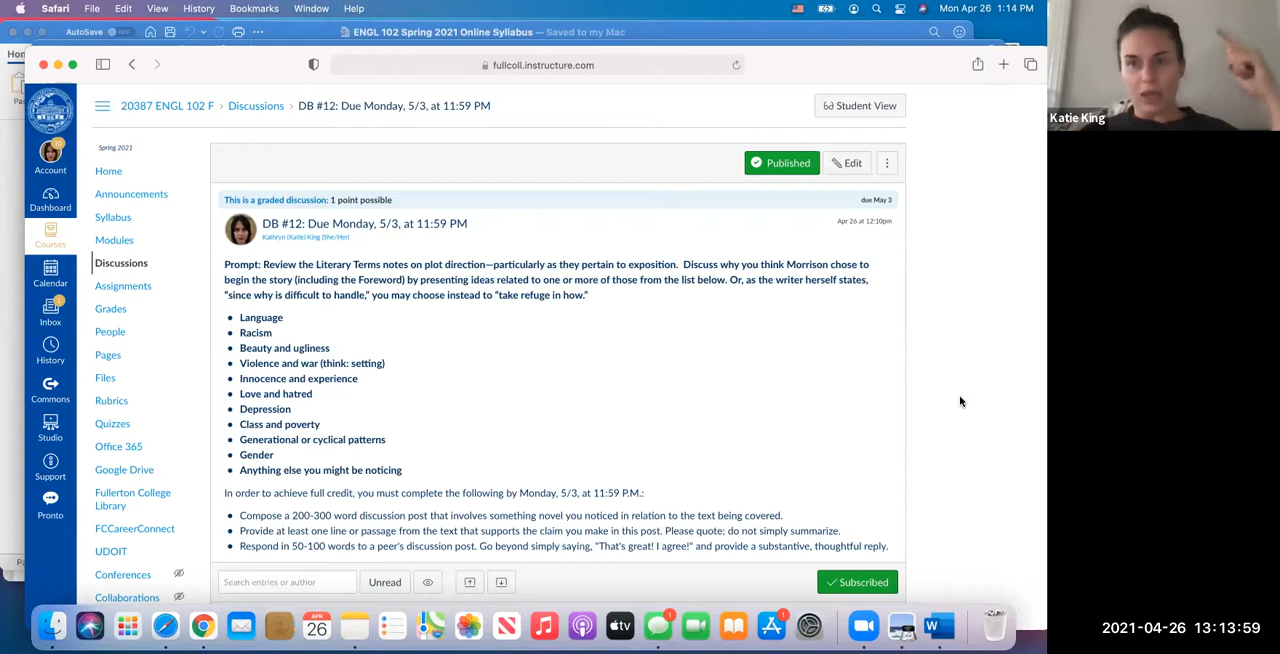 Safari File Edit View History Bookmarks Window Help Mon Apr 26 1:14 PM
AutoSave OFF ENGL 102 Spring 2021 Online Syllabus — Saved to my Mac
fullcoll.instructure.com
Katie King
20387 ENGL 102 F › Discussions › DB #12: Due Monday, 5/3, at 11:59 PM
Student View
Account
Dashboard
Courses
Calendar
Inbox
History
Commons
Studio
Support
Pronto
Spring 2021
Home
Announcements
Syllabus
Modules
Discussions
Assignments
Grades
People
Pages
Files
Rubrics
Quizzes
Office 365
Google Drive
Fullerton College
Library
FCCareerConnect
UDOIT
Conferences
Collaborations
Published Edit
This is a graded discussion: 1 point possible due May 3
DB #12: Due Monday, 5/3, at 11:59 PM Apr 26 at 12:10pm
Kathryn (Katie) King (She/Her)
Prompt: Review the Literary Terms notes on plot direction—particularly as they pertain to exposition. Discuss why you think Morrison chose to
begin the story (including the Foreword) by presenting ideas related to one or more of those from the list below. Or, as the writer herself states,
“since why is difficult to handle,” you may choose instead to “take refuge in how.”
• Language
• Racism
• Beauty and ugliness
• Violence and war (think: setting)
• Innocence and experience
• Love and hatred
• Depression
• Class and poverty
• Generational or cyclical patterns
• Gender
• Anything else you might be noticing
In order to achieve full credit, you must complete the following by Monday, 5/3, at 11:59 P.M.:
• Compose a 200-300 word discussion post that involves something novel you noticed in relation to the text being covered.
• Provide at least one line or passage from the text that supports the claim you make in this post. Please quote; do not simply summarize.
• Respond in 50-100 words to a peer's discussion post. Go beyond simply saying, "That's great! I agree!" and provide a substantive, thoughtful reply.
Search entries or author Unread Subscribed
APR
26
tv
W
2021-04-26 13:13:59